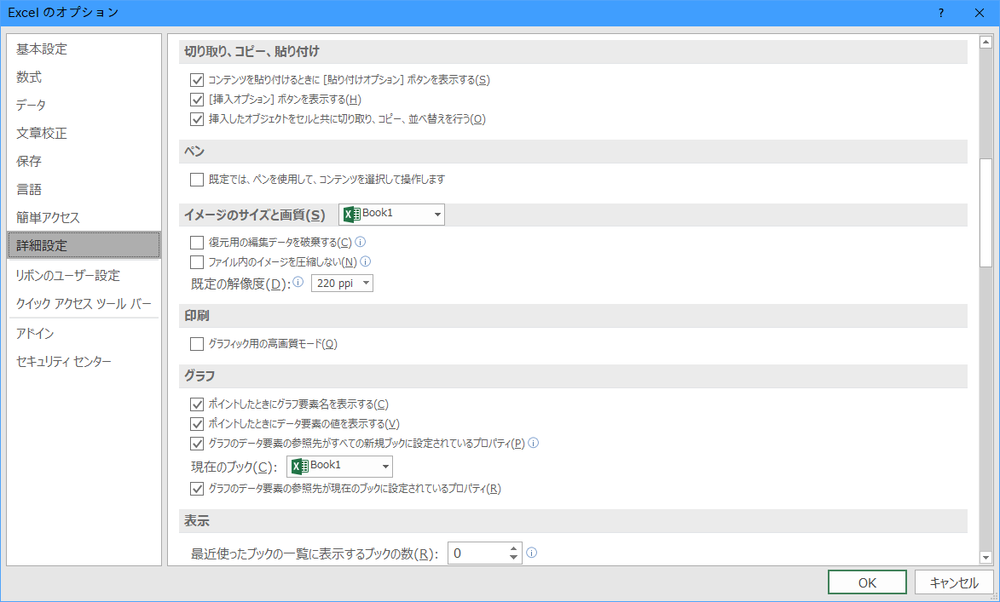 Excel のオプション
?
基本設定
数式
データ
文章校正
保存
言語
簡単アクセス
詳細設定
リボンのユーザー設定
クイック アクセス ツール バー
アドイン
セキュリティ センター
切り取り、コピー、貼り付け
コンテンツを貼り付けるときに [貼り付けオプション] ボタンを表示する(S)
[挿入オプション] ボタンを表示する(H)
挿入したオブジェクトをセルと共に切り取り、コピー、並べ替えを行う(O)
ペン
既定では、ペンを使用して、コンテンツを選択して操作します
イメージのサイズと画質(S) Book1
復元用の編集データを破棄する(C)
ファイル内のイメージを圧縮しない(N)
既定の解像度(D): 220 ppi
印刷
グラフィック用の高画質モード(Q)
グラフ
ポイントしたときにグラフ要素名を表示する(C)
ポイントしたときにデータ要素の値を表示する(V)
グラフのデータ要素の参照先がすべての新規ブックに設定されているプロパティ(P)
現在のブック(C): Book1
グラフのデータ要素の参照先が現在のブックに設定されているプロパティ(R)
表示
最近使ったブックの一覧に表示するブックの数(R): 0
OK キャンセル